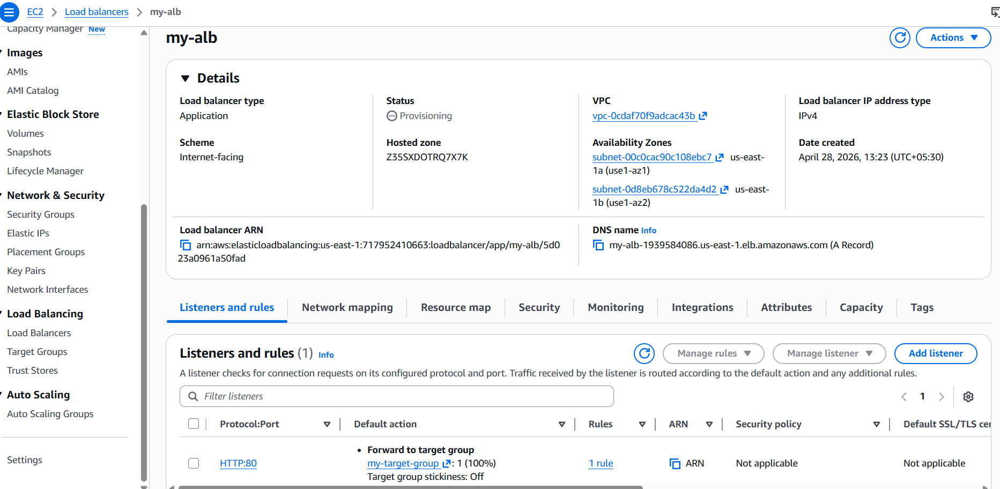 EC2 > Load balancers > my-alb
Capacity Manager New
Images
AMIs
AMI Catalog
Elastic Block Store
Volumes
Snapshots
Lifecycle Manager
Network & Security
Security Groups
Elastic IPs
Placement Groups
Key Pairs
Network Interfaces
Load Balancing
Load Balancers
Target Groups
Trust Stores
Auto Scaling
Auto Scaling Groups
Settings
my-alb
Actions
Details
Load balancer type
Application
Status
Provisioning
VPC
vpc-0cdaf70f9adcac43b
Load balancer IP address type
IPv4
Scheme
Internet-facing
Hosted zone
Z35SXDOTRQ7X7K
Availability Zones
subnet-00c0cac90c108ebc7 us-east-
1a (use1-az1)
subnet-0d8eb678c522da4d2 us-east-
1b (use1-az2)
Date created
April 28, 2026, 13:23 (UTC+05:30)
Load balancer ARN
arn:aws:elasticloadbalancing:us-east-1:717952410663:loadbalancer/app/my-alb/5d0
23a0961a50fad
DNS name Info
my-alb-1939584086.us-east-1.elb.amazonaws.com (A Record)
Listeners and rules Network mapping Resource map Security Monitoring Integrations Attributes Capacity Tags
Listeners and rules (1) Info
Manage rules Manage listener Add listener
A listener checks for connection requests on its configured protocol and port. Traffic received by the listener is routed according to the default action and any additional rules.
Filter listeners
1
Protocol:Port Default action Rules ARN Security policy Default SSL/TLS cer
HTTP:80
• Forward to target group
my-target-group : 1 (100%)
Target group stickiness: Off
1 rule
ARN
Not applicable
Not applicable